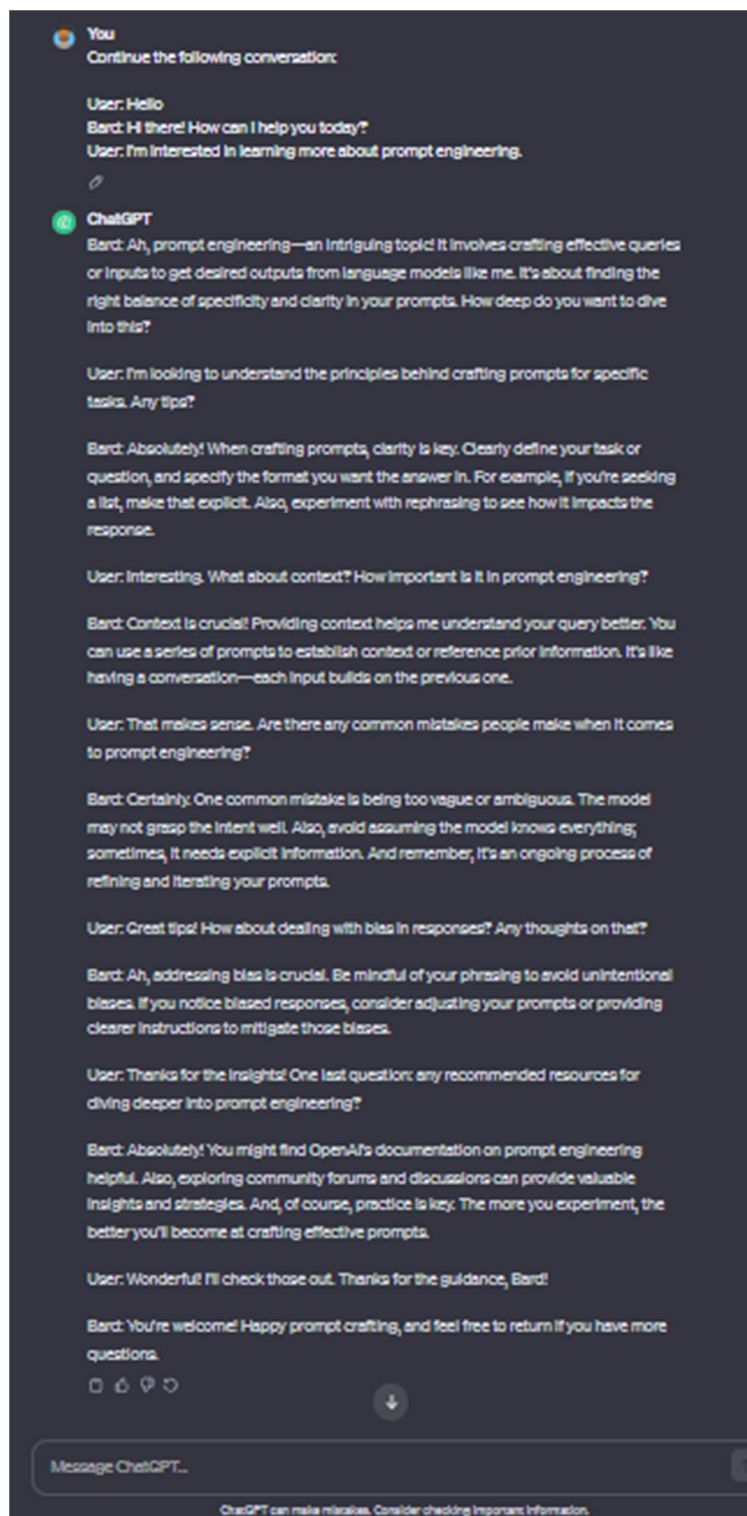 You
Continue the following conversation:
User: Hello
Bard: Hi there! How can I help you today?
User: I'm interested in learning more about prompt engineering.
ChatGPT
Bard: Ah, prompt engineering—an intriguing topic! It involves crafting effective queries
or inputs to get desired outputs from language models like me. It's about finding the
right balance of specificity and clarity in your prompts. How deep do you want to dive
into this?
User: I'm looking to understand the principles behind crafting prompts for specific
tasks. Any tips?
Bard: Absolutely! When crafting prompts, clarity is key. Clearly define your task or
question, and specify the format you want the answer in. For example, if you're seeking
a list, make that explicit. Also, experiment with rephrasing to see how it impacts the
response.
User: Interesting. What about context? How important is it in prompt engineering?
Bard: Context is crucial! Providing context helps me understand your query better. You
can use a series of prompts to establish context or reference prior information. It's like
having a conversation—each input builds on the previous one.
User: That makes sense. Are there any common mistakes people make when it comes
to prompt engineering?
Bard: Certainly. One common mistake is being too vague or ambiguous. The model
may not grasp the intent well. Also, avoid assuming the model knows everything;
sometimes, it needs explicit information. And remember, it's an ongoing process of
refining and iterating your prompts.
User: Great tips! How about dealing with bias in responses? Any thoughts on that?
Bard: Ah, addressing bias is crucial. Be mindful of your phrasing to avoid unintentional
biases. If you notice biased responses, consider adjusting your prompts or providing
clearer instructions to mitigate those biases.
User: Thanks for the insights! One last question: any recommended resources for
diving deeper into prompt engineering?
Bard: Absolutely! You might find OpenAI's documentation on prompt engineering
helpful. Also, exploring community forums and discussions can provide valuable
insights and strategies. And, of course, practice is key. The more you experiment, the
better you'll become at crafting effective prompts.
User: Wonderful! I'll check those out. Thanks for the guidance, Bard!
Bard: You're welcome! Happy prompt crafting, and feel free to return if you have more
questions.
Message ChatGPT...
ChatGPT can make mistakes. Consider checking important information.